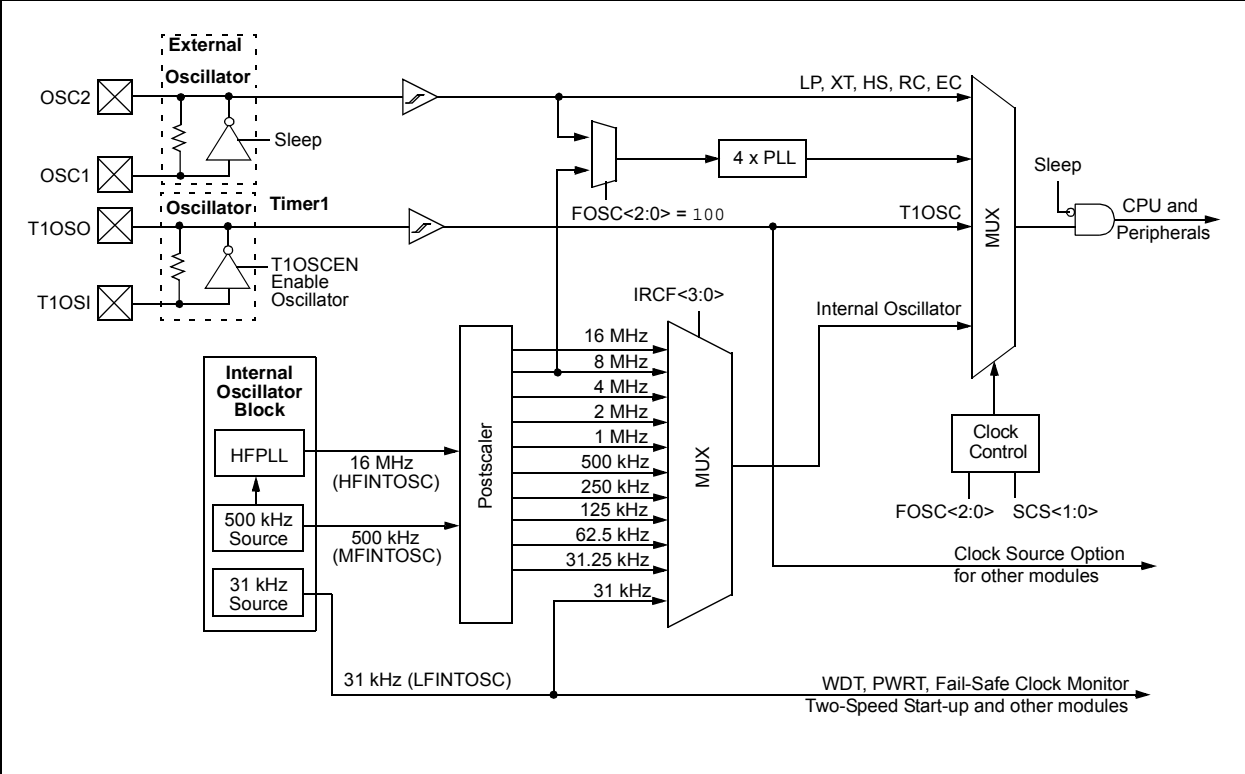 External
Oscillator
OSC2
OSC1
Sleep
LP, XT, HS, RC, EC
4 x PLL
FOSC<2:0> = 100
Oscillator
Timer1
T1OSO
T1OSI
T1OSCEN
Enable
Oscillator
T1OSC
MUX
Sleep
CPU and
Peripherals
IRCF<3:0>
Internal Oscillator
Internal
Oscillator
Block
HFPLL
500 kHz
Source
31 kHz
Source
16 MHz
(HFINTOSC)
500 kHz
(MFINTOSC)
Postscaler
16 MHz
8 MHz
4 MHz
2 MHz
1 MHz
500 kHz
250 kHz
125 kHz
62.5 kHz
31.25 kHz
31 kHz
MUX
Clock
Control
FOSC<2:0>
SCS<1:0>
Clock Source Option
for other modules
31 kHz (LFINTOSC)
WDT, PWRT, Fail-Safe Clock Monitor
Two-Speed Start-up and other modules